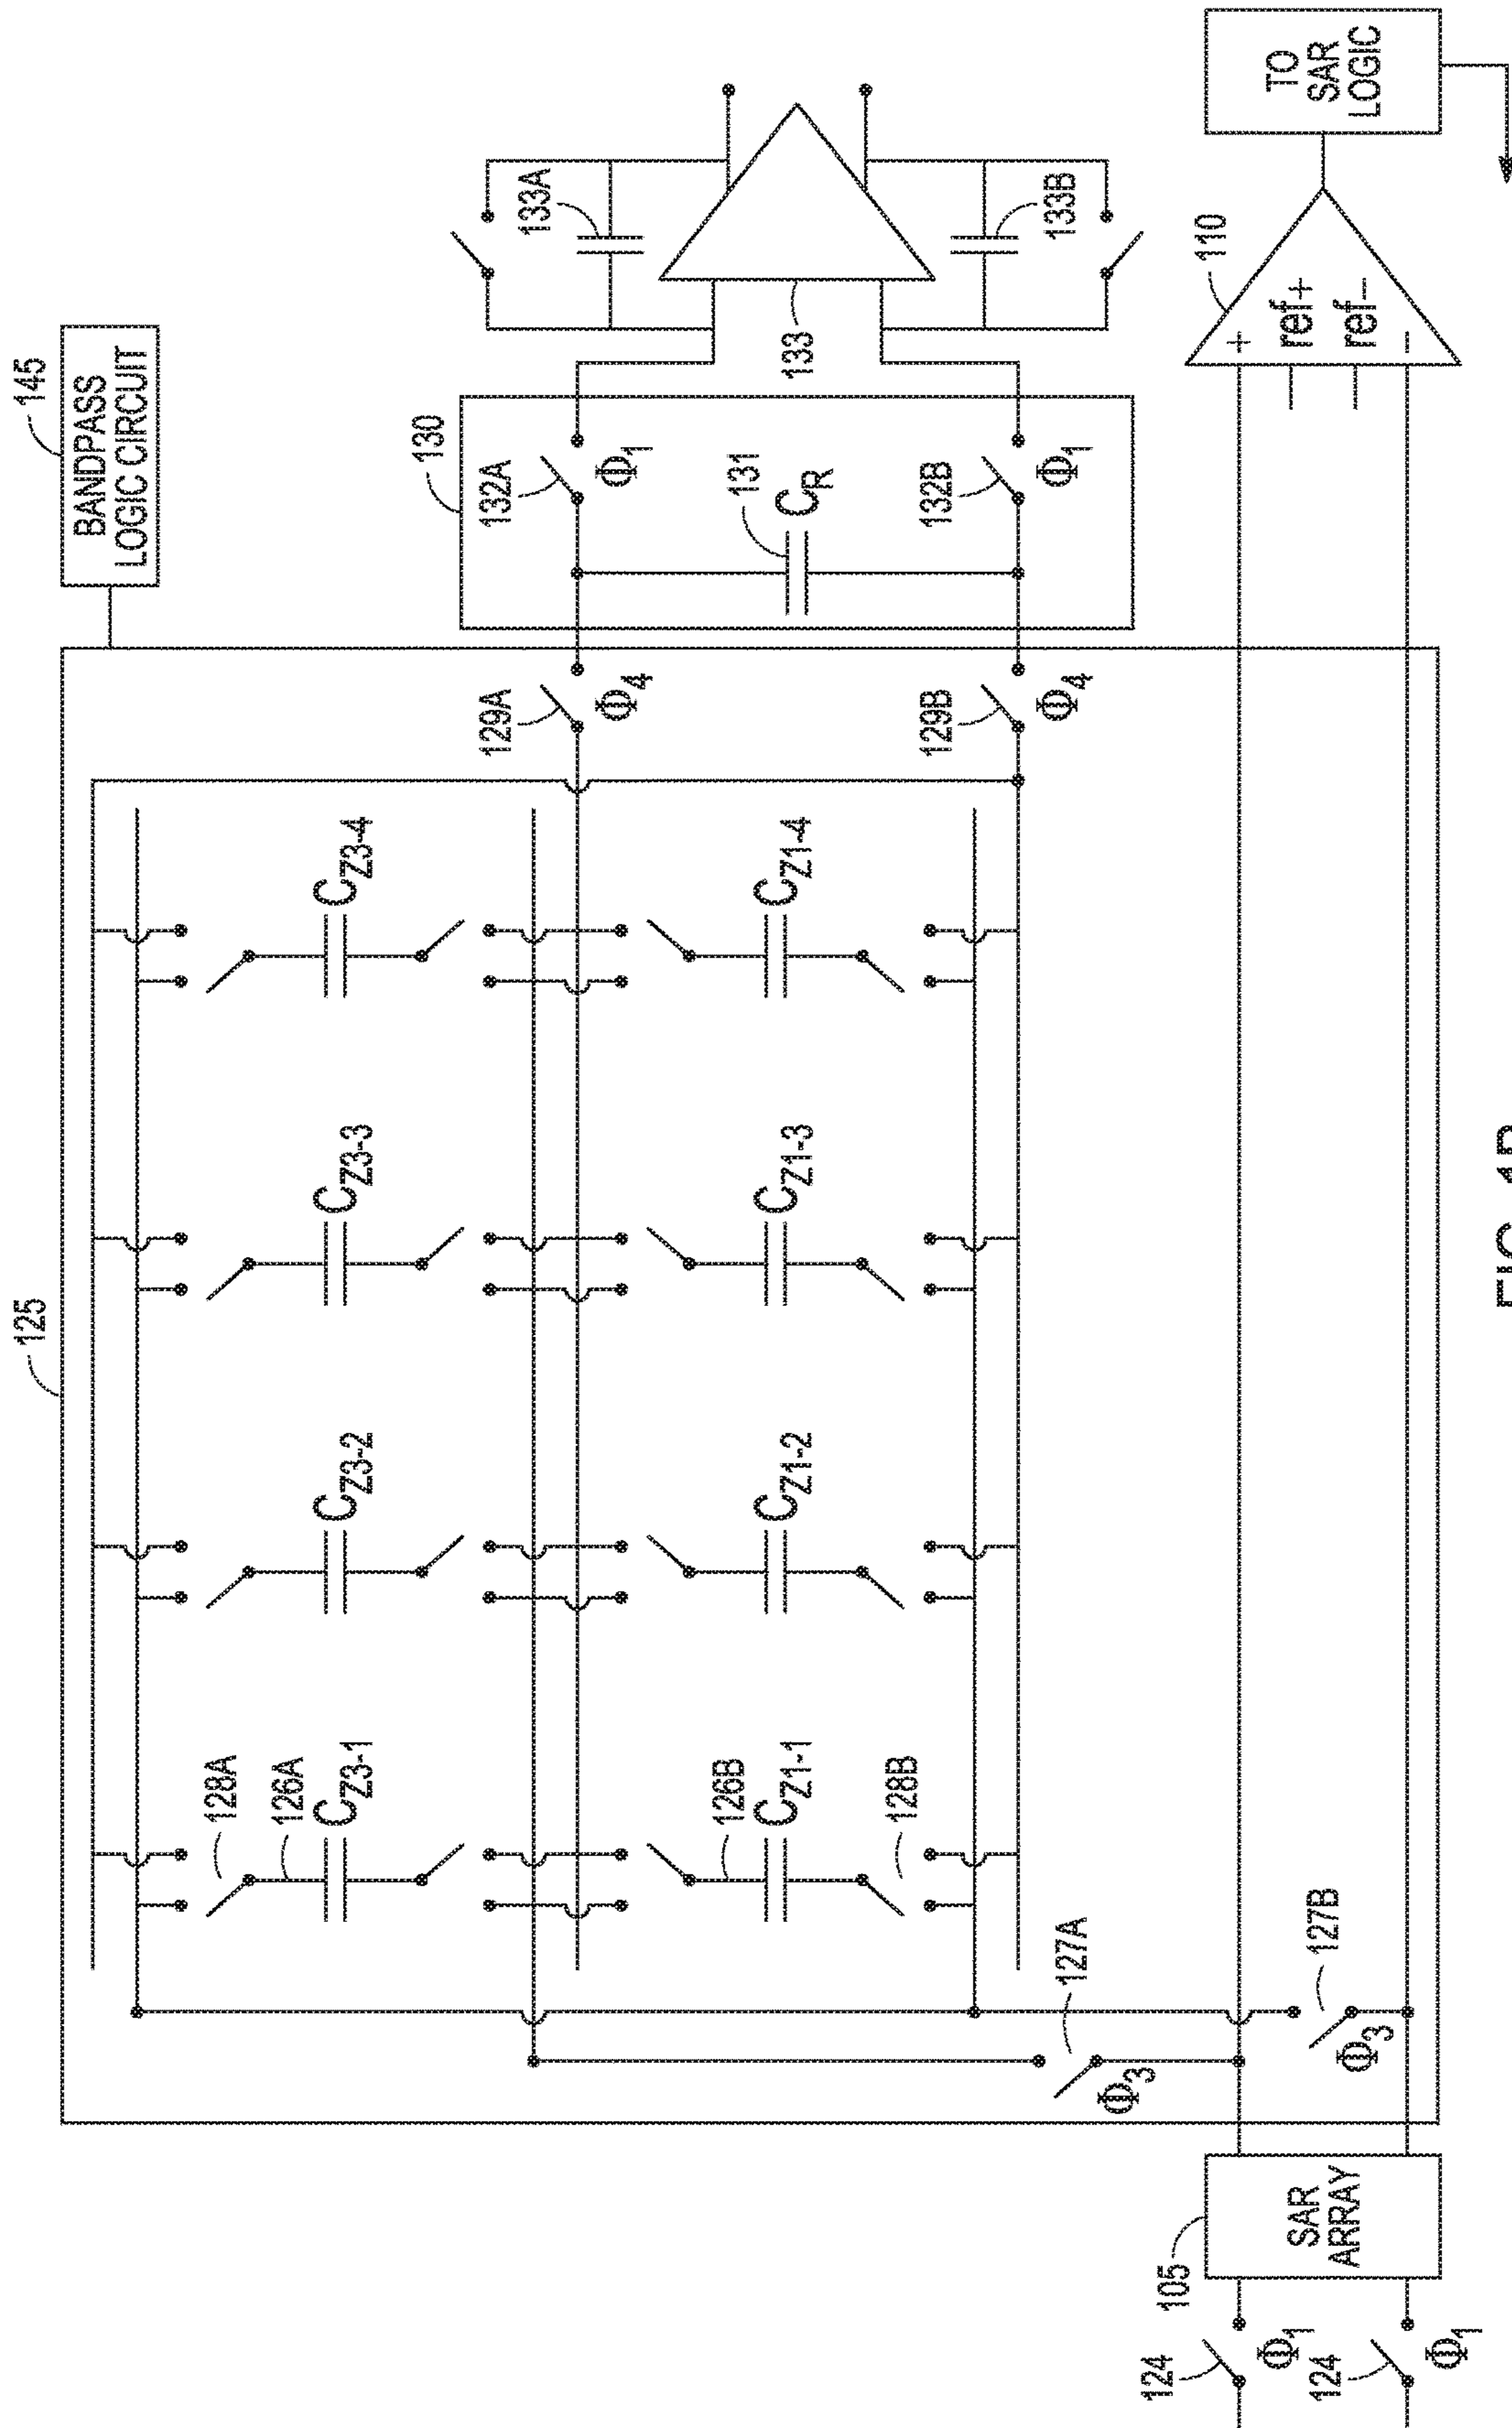 145
BANDPASS
LOGIC CIRCUIT
125
128A
126A
C_Z3-1
C_Z3-2
C_Z3-3
C_Z3-4
126B
C_Z1-1
128B
C_Z1-2
C_Z1-3
C_Z1-4
129A
Φ4
129B
Φ4
130
132A
Φ1
131
C_R
132B
Φ1
133A
133
133B
127A
Φ3
127B
Φ3
124
Φ1
124
Φ1
105
SAR
ARRAY
110
+
ref+
ref−
−
TO
SAR
LOGIC